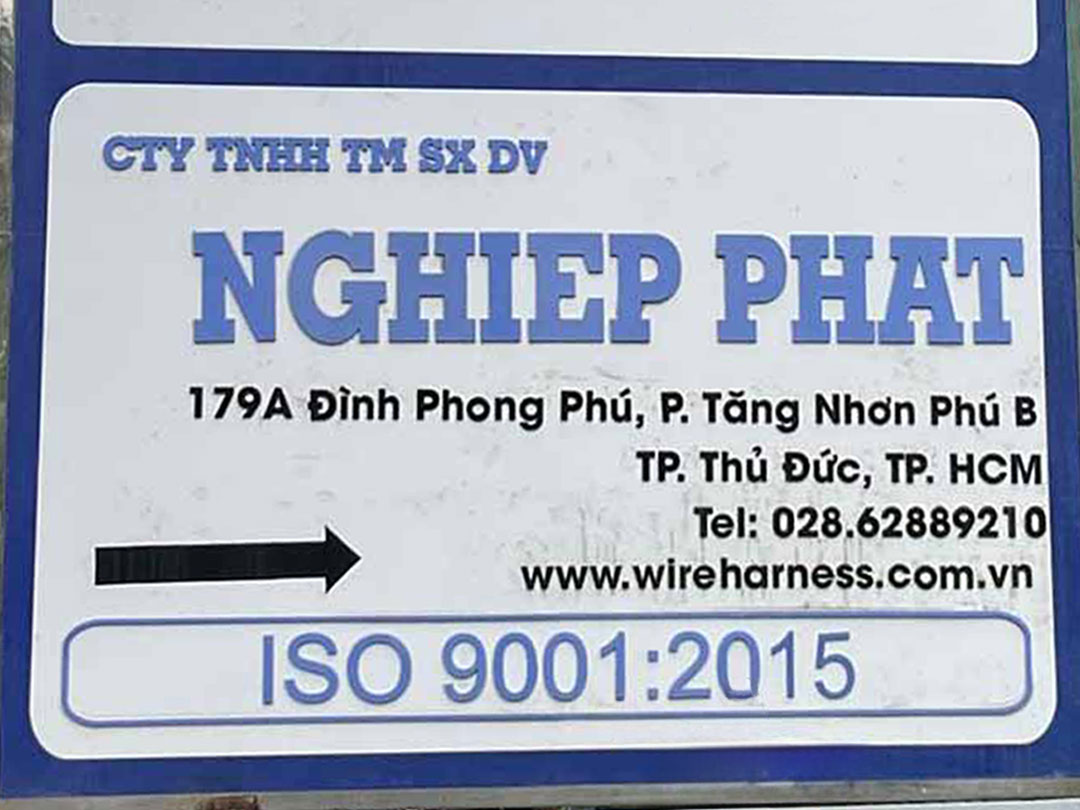 CTY TNHH TM SX DV
NGHIEP PHAT
179A Đình Phong Phú, P. Tăng Nhơn Phú B
TP. Thủ Đức, TP. HCM
Tel: 028.62889210
www.wireharness.com.vn
ISO 9001:2015